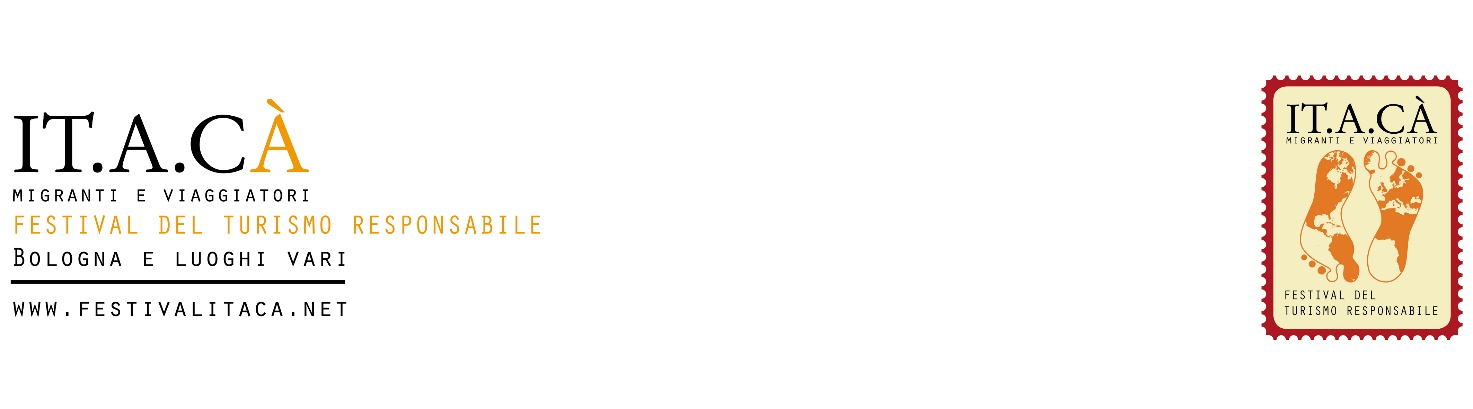 IT.A.CÀ
MIGRANTI E VIAGGIATORI
FESTIVAL DEL TURISMO RESPONSABILE
BOLOGNA E LUOGHI VARI
WWW.FESTIVALITACA.NET
IT.A.CÀ
MIGRANTI E VIAGGIATORI
FESTIVAL DEL
TURISMO RESPONSABILE